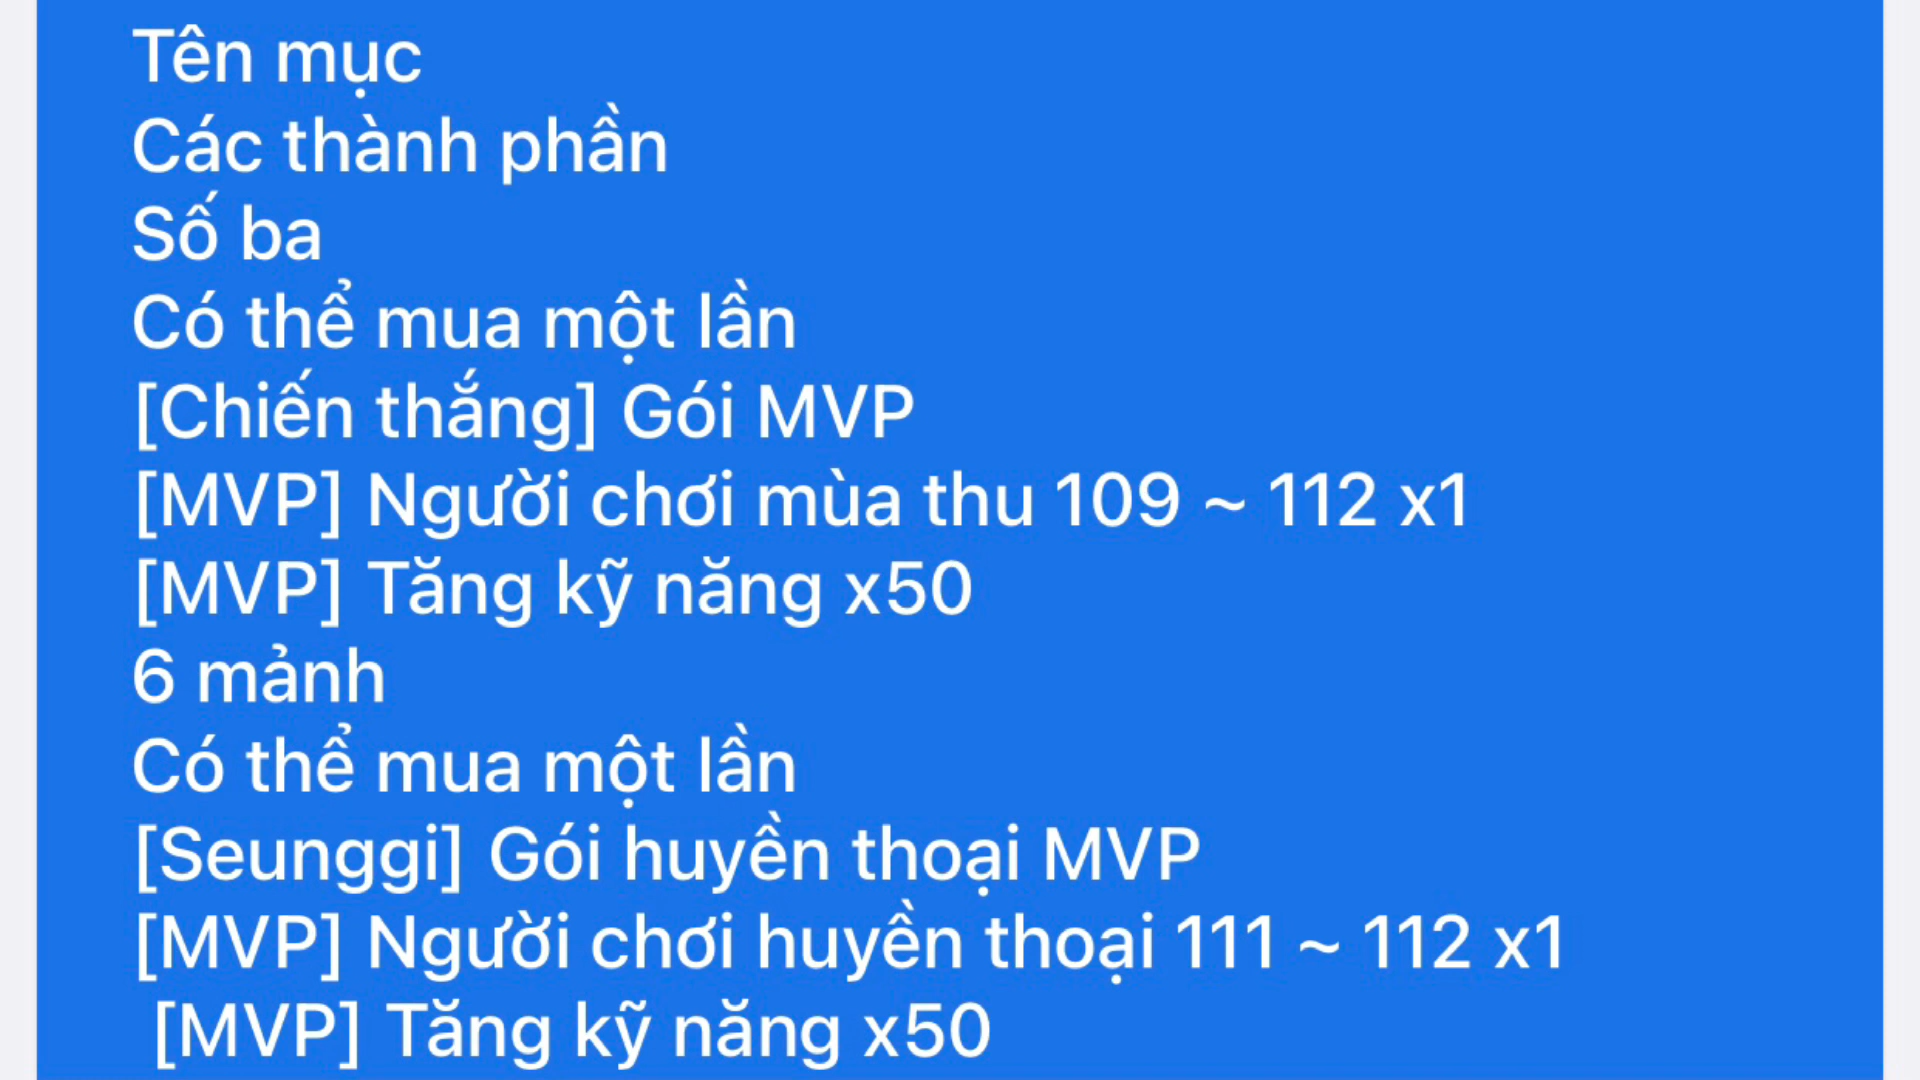 Tên mục
Các thành phần
Số ba
Có thể mua một lần
[Chiến thắng] Gói MVP
[MVP] Người chơi mùa thu 109 ~ 112 x1
[MVP] Tăng kỹ năng x50
6 mảnh
Có thể mua một lần
[Seunggi] Gói huyền thoại MVP
[MVP] Người chơi huyền thoại 111 ~ 112 x1
[MVP] Tăng kỹ năng x50